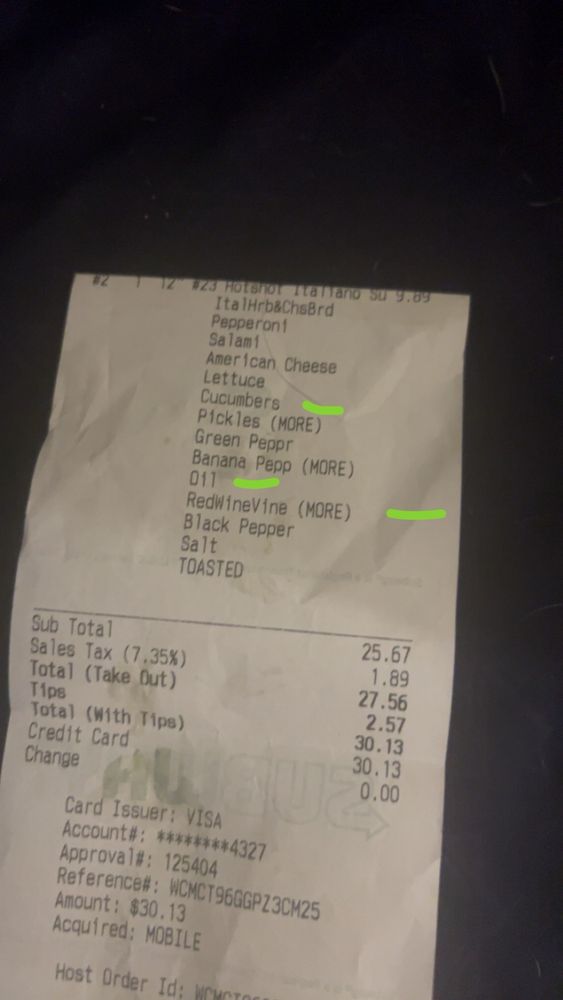 #2 1 12" #23 Hotshot Italiano Su 9.89
ItalHrb&ChsBrd
Pepperoni
Salami
American Cheese
Lettuce
Cucumbers
Pickles (MORE)
Green Peppr
Banana Pepp (MORE)
Oil
RedWineVine (MORE)
Black Pepper
Salt
TOASTED
Sub Total 25.67
Sales Tax (7.35%) 1.89
Total (Take Out) 27.56
Tips 2.57
Total (With Tips) 30.13
Credit Card 30.13
Change 0.00
Card Issuer: VISA
Account#: ********4327
Approval#: 125404
Reference#: WCMCT96GGPZ3CM25
Amount: $30.13
Acquired: MOBILE
Host Order Id: